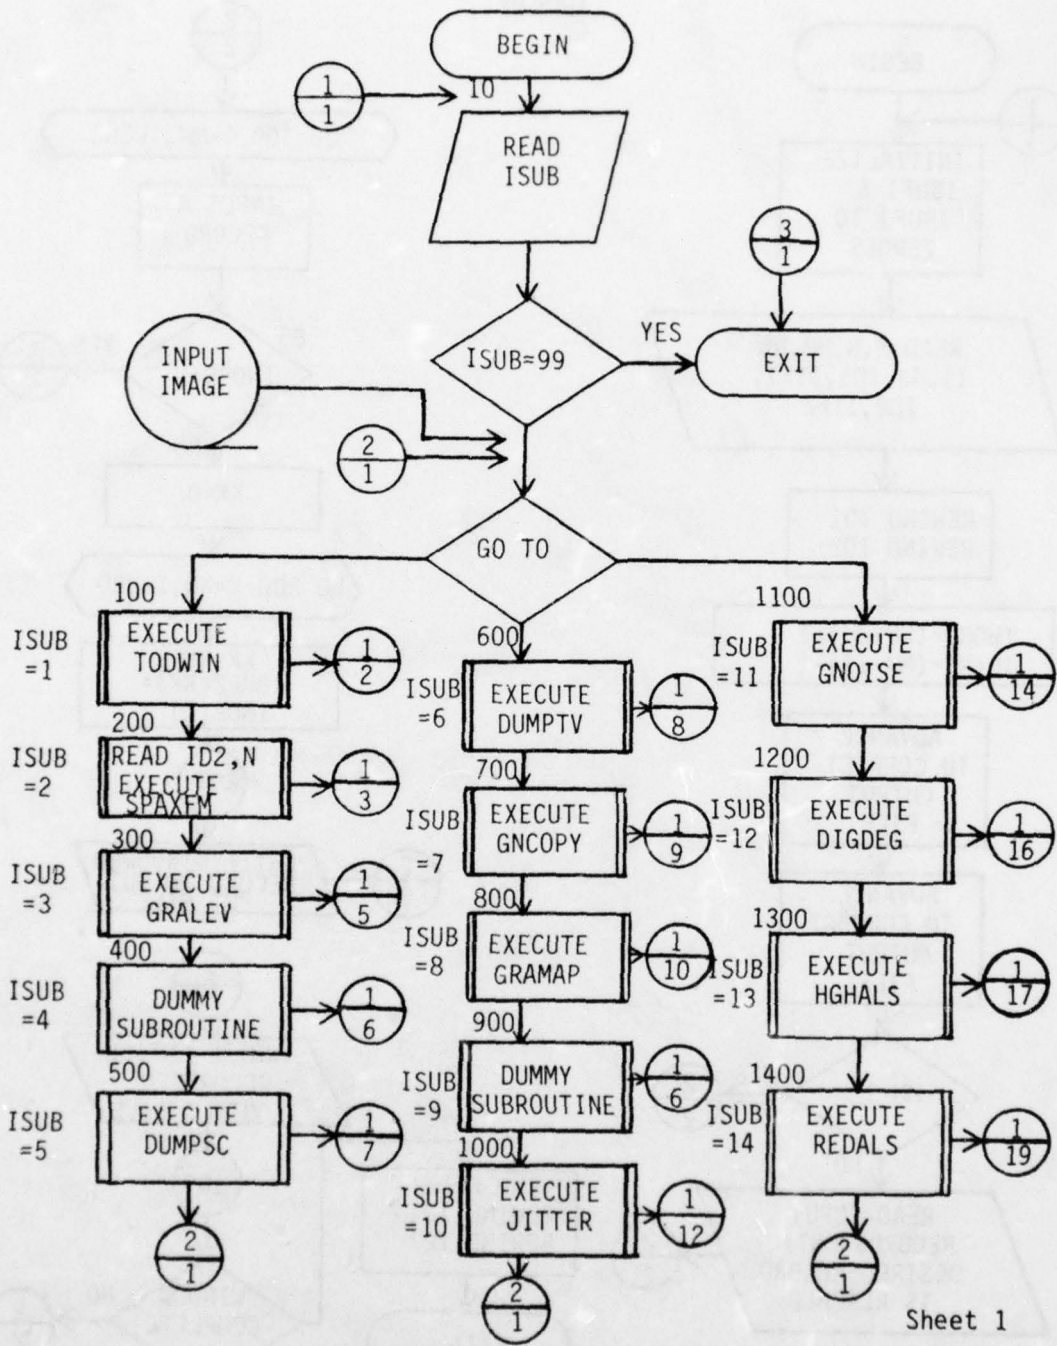 BEGIN
1
1
10
READ
ISUB
3
1
ISUB=99
YES
EXIT
INPUT
IMAGE
2
1
GO TO
100
ISUB
=1
EXECUTE
TODWIN
1
2
200
ISUB
=2
READ ID2,N
EXECUTE
SPAXFM
1
3
300
ISUB
=3
EXECUTE
GRALEV
1
5
400
ISUB
=4
DUMMY
SUBROUTINE
1
6
500
ISUB
=5
EXECUTE
DUMPSC
1
7
2
1
600
ISUB
=6
EXECUTE
DUMPTV
1
8
700
ISUB
=7
EXECUTE
GNCOPY
1
9
800
ISUB
=8
EXECUTE
GRAMAP
1
10
900
ISUB
=9
DUMMY
SUBROUTINE
1
6
1000
ISUB
=10
EXECUTE
JITTER
1
12
2
1
1100
ISUB
=11
EXECUTE
GNOISE
1
14
1200
ISUB
=12
EXECUTE
DIGDEG
1
16
1300
ISUB
=13
EXECUTE
HGHALS
1
17
1400
ISUB
=14
EXECUTE
REDALS
1
19
2
1
Sheet 1